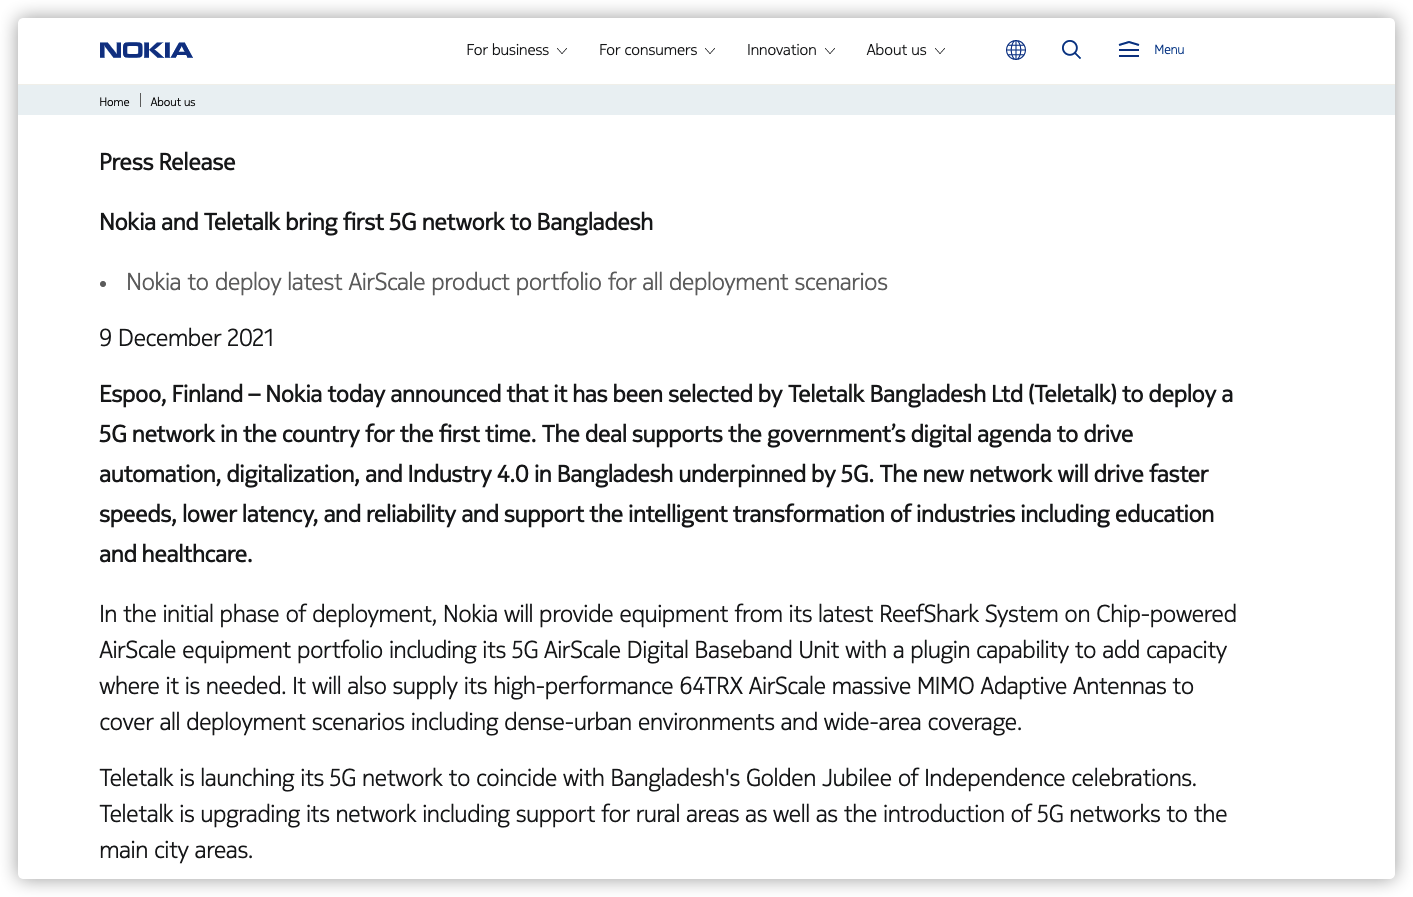 NOKIA
For business
For consumers
Innovation
About us
Menu
Home
About us
Press Release
Nokia and Teletalk bring first 5G network to Bangladesh
• Nokia to deploy latest AirScale product portfolio for all deployment scenarios
9 December 2021
Espoo, Finland – Nokia today announced that it has been selected by Teletalk Bangladesh Ltd (Teletalk) to deploy a
5G network in the country for the first time. The deal supports the government’s digital agenda to drive
automation, digitalization, and Industry 4.0 in Bangladesh underpinned by 5G. The new network will drive faster
speeds, lower latency, and reliability and support the intelligent transformation of industries including education
and healthcare.
In the initial phase of deployment, Nokia will provide equipment from its latest ReefShark System on Chip-powered
AirScale equipment portfolio including its 5G AirScale Digital Baseband Unit with a plugin capability to add capacity
where it is needed. It will also supply its high-performance 64TRX AirScale massive MIMO Adaptive Antennas to
cover all deployment scenarios including dense-urban environments and wide-area coverage.
Teletalk is launching its 5G network to coincide with Bangladesh's Golden Jubilee of Independence celebrations.
Teletalk is upgrading its network including support for rural areas as well as the introduction of 5G networks to the
main city areas.